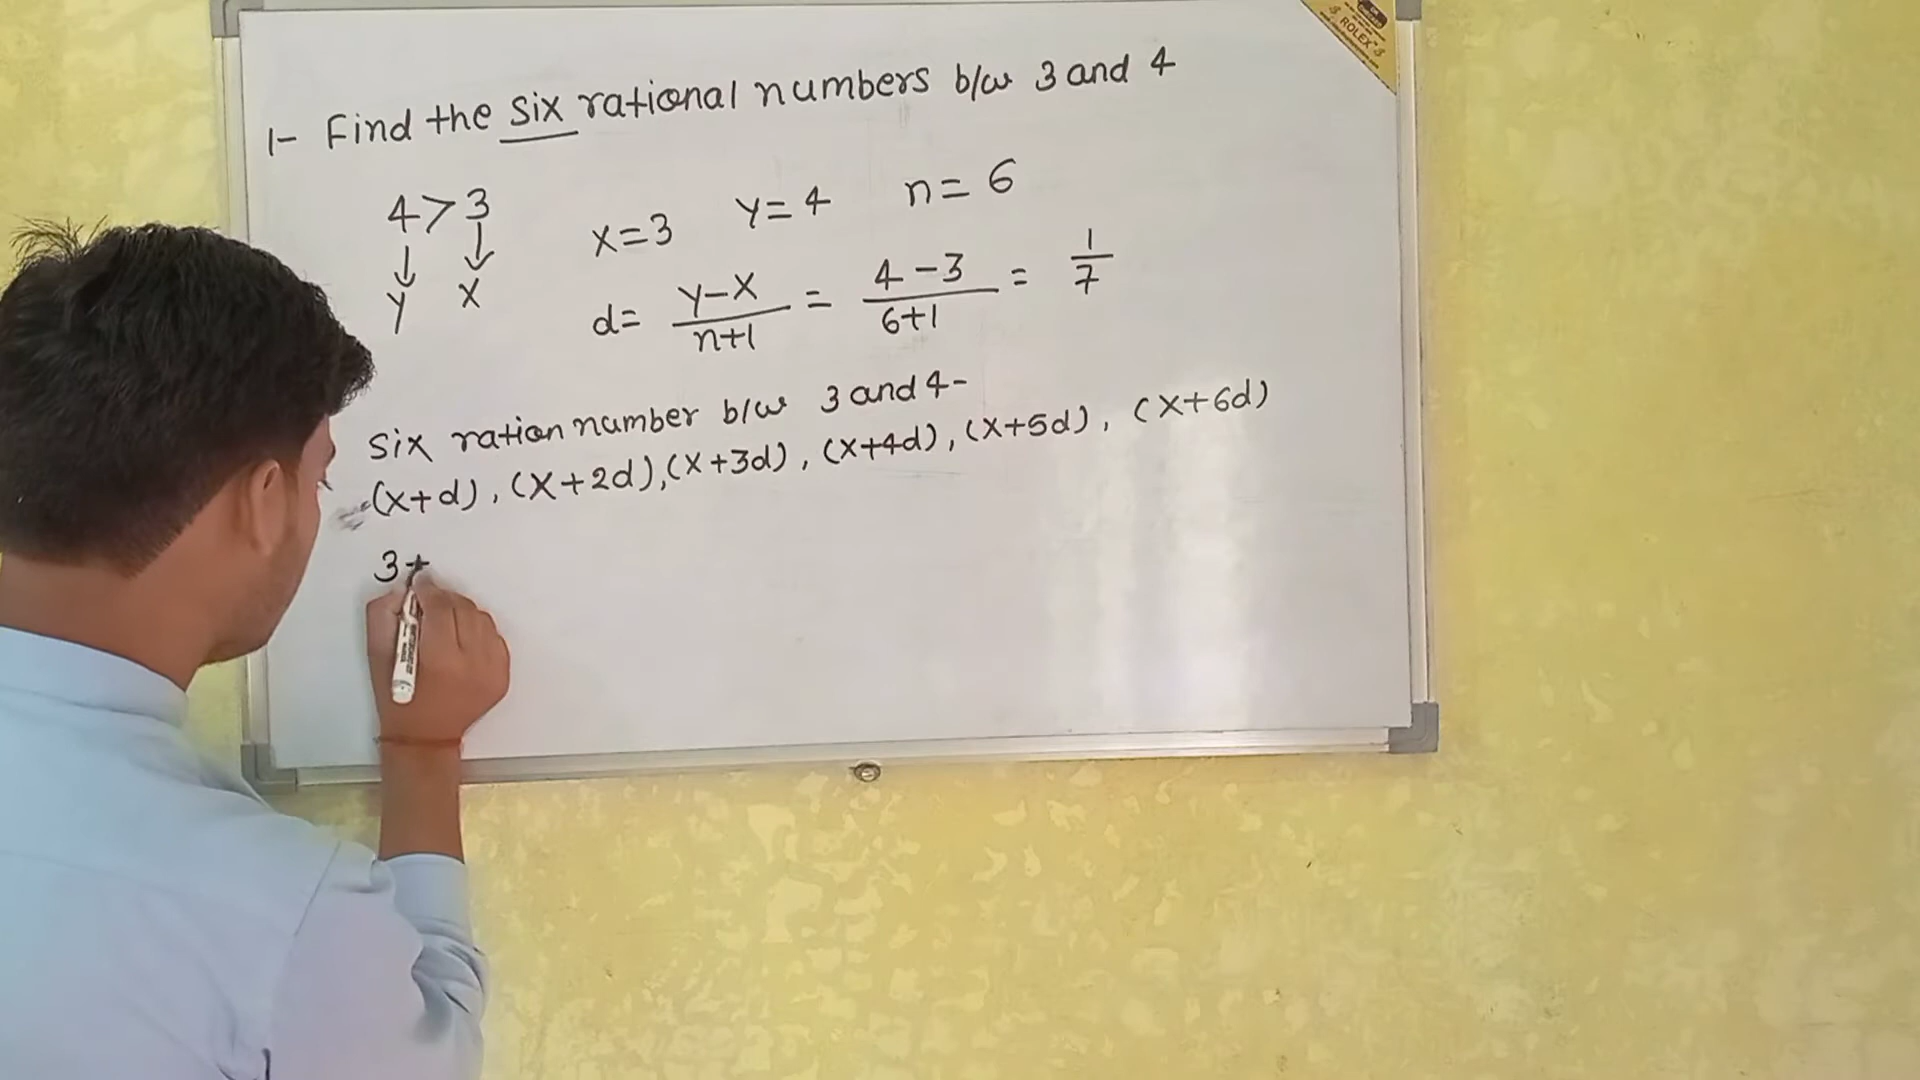 1- Find the six rational numbers b/w 3 and 4
4>3
↓ ↓
y x
x=3 y=4 n=6
d= y-x/n+1 = 4-3/6+1 = 1/7
six ration number b/w 3 and 4-
(x+d), (x+2d), (x+3d), (x+4d), (x+5d), (x+6d)
3+
ROLEX